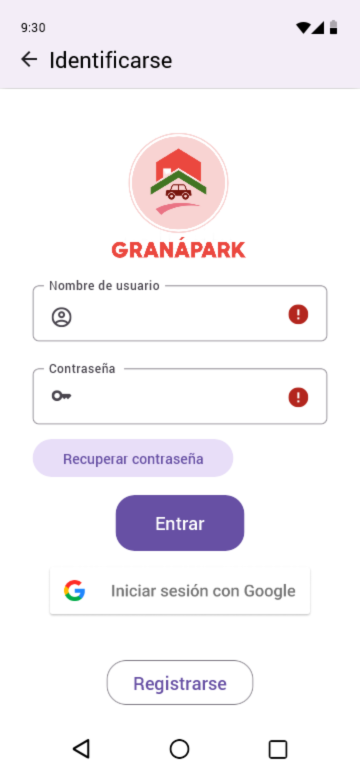 9:30
Identificarse
GRANÁPARK
Nombre de usuario
Contraseña
Recuperar contraseña
Entrar
Iniciar sesión con Google
Registrarse